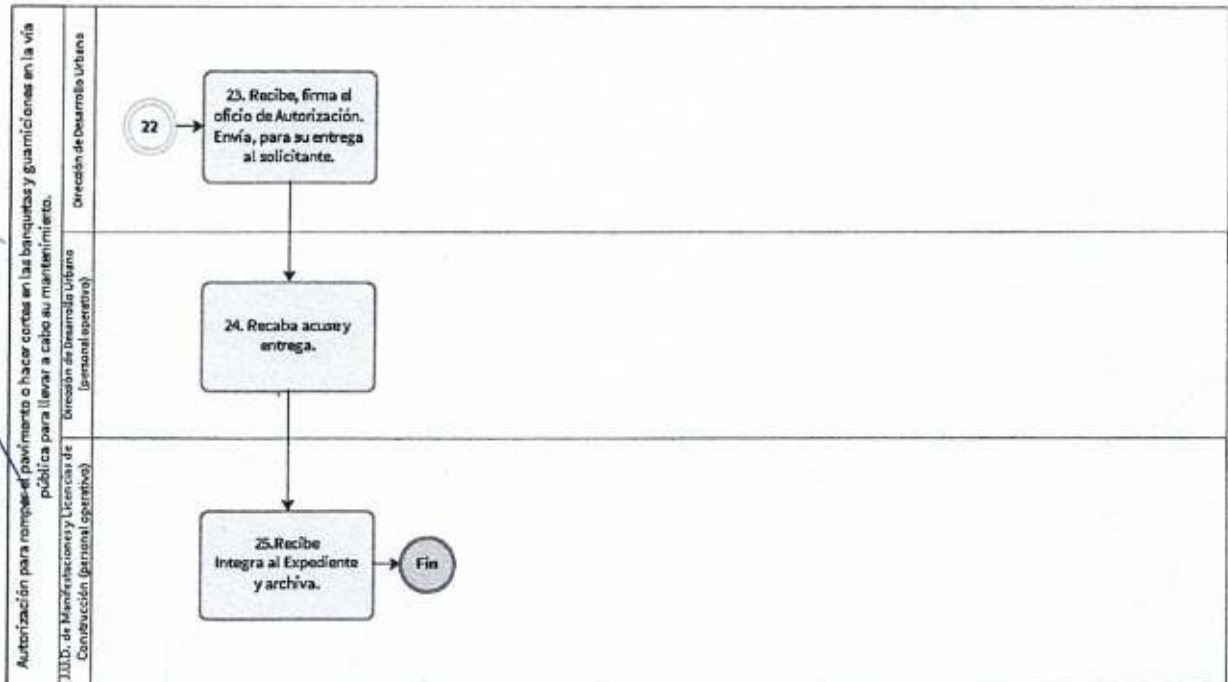 Autorización para romper el pavimento o hacer cortes en las banquetas y guarniciones en la vía
pública para llevar a cabo su mantenimiento.
Dirección de Desarrollo Urbano
22
23. Recibe, firma el
oficio de Autorización.
Envía, para su entrega
al solicitante.
Dirección de Desarrollo Urbano
(personal operativo)
24. Recaba acuse y
entrega.
J.U.D. de Manifestaciones y Licencias de
Construcción (personal operativo)
25.Recibe
Integra al Expediente
y archiva.
Fin